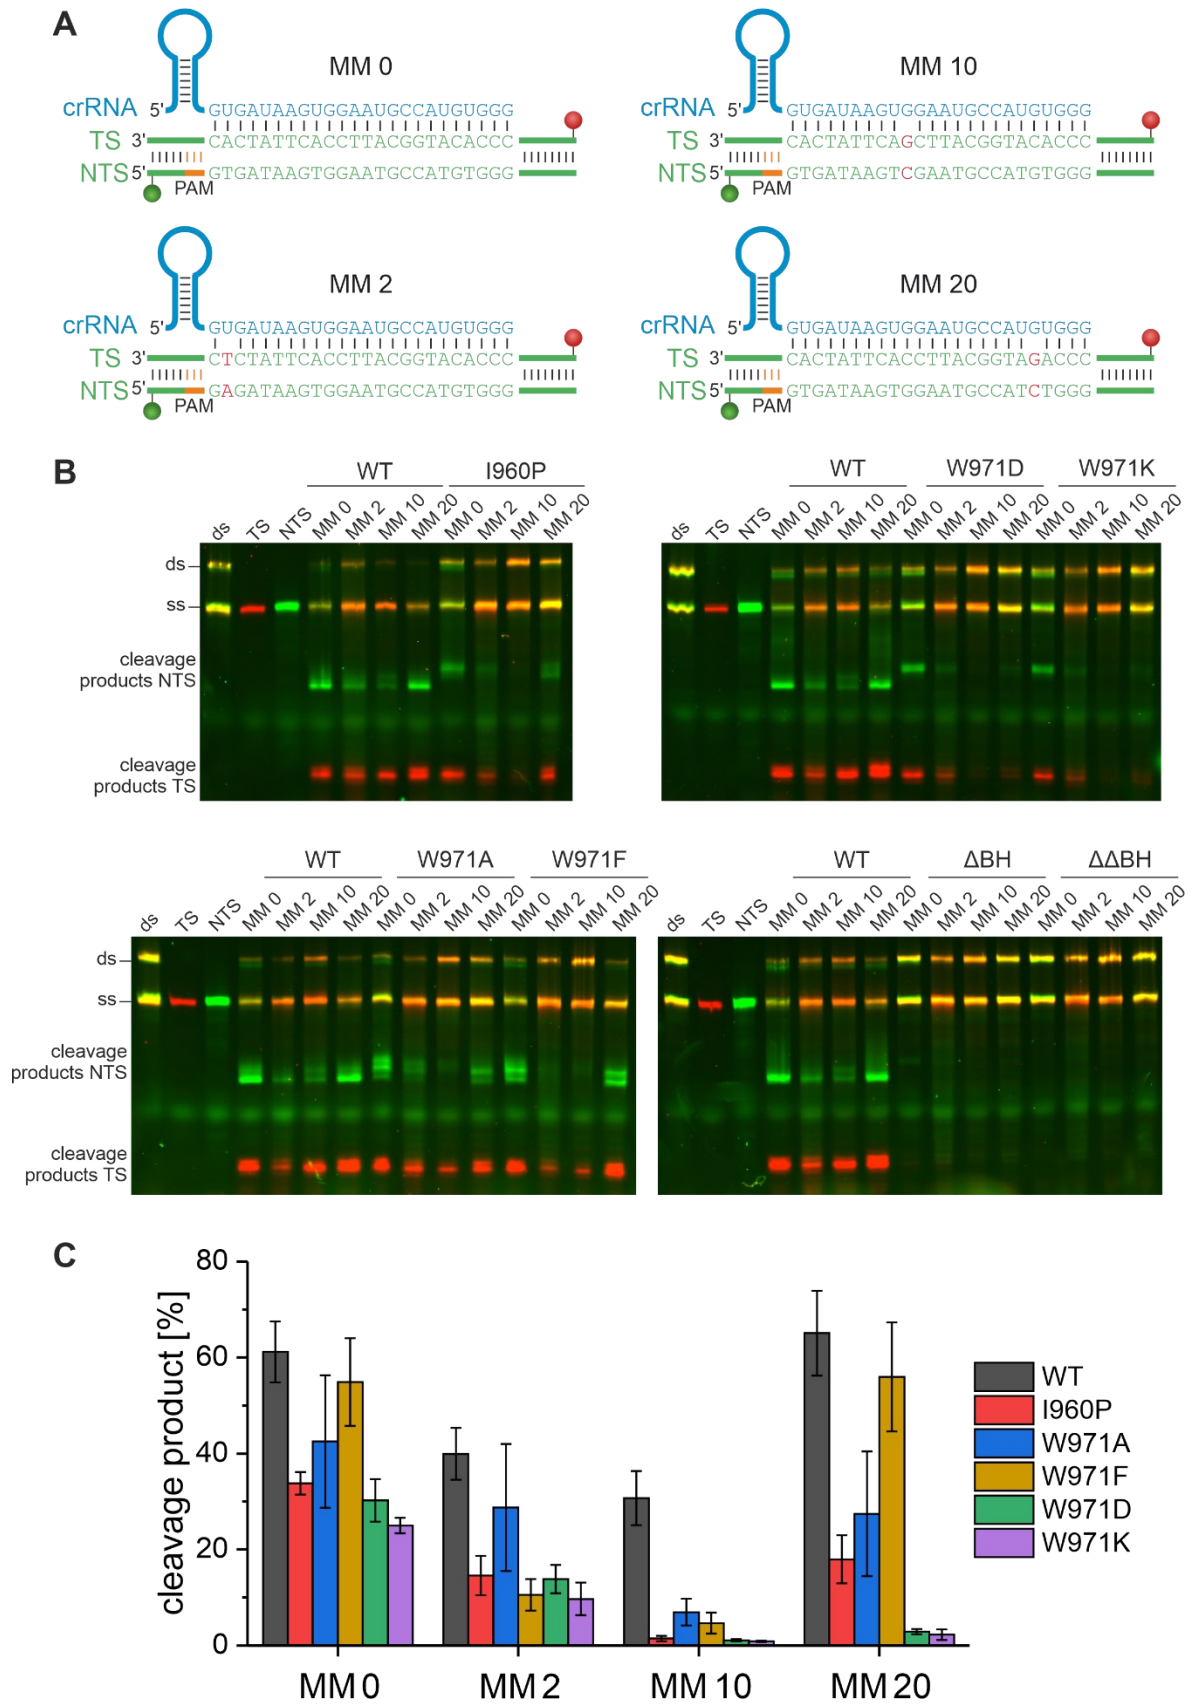 A
MM 0
crRNA 5' GUGAUAAGUGGAAUGCCAUGUGGG
TS 3' CACTATTCACCTTACGGTACACCC
NTS 5' GTGATAAGTGGAATGCCATGTGGG
PAM
MM 10
crRNA 5' GUGAUAAGUGGAAUGCCAUGUGGG
TS 3' CACTATTCAGCTTACGGTACACCC
NTS 5' GTGATAAGTCGAATGCCATGTGGG
PAM
MM 2
crRNA 5' GUGAUAAGUGGAAUGCCAUGUGGG
TS 3' CTCTATTCACCTTACGGTACACCC
NTS 5' GAGATAAGTGGAATGCCATGTGGG
PAM
MM 20
crRNA 5' GUGAUAAGUGGAAUGCCAUGUGGG
TS 3' CACTATTCACCTTACGGTAGACCC
NTS 5' GTGATAAGTGGAATGCCATCTGGG
PAM
B
WT I960P
ds TS NTS MM 0 MM 2 MM 10 MM 20 MM 0 MM 2 MM 10 MM 20
ds
ss
cleavage
products NTS
cleavage
products TS
WT W971D W971K
ds TS NTS MM 0 MM 2 MM 10 MM 20 MM 0 MM 2 MM 10 MM 20 MM 0 MM 2 MM 10 MM 20
WT W971A W971F
ds TS NTS MM 0 MM 2 MM 10 MM 20 MM 0 MM 2 MM 10 MM 20 MM 0 MM 2 MM 10 MM 20
ds
ss
cleavage
products NTS
cleavage
products TS
WT ΔBH ΔΔBH
ds TS NTS MM 0 MM 2 MM 10 MM 20 MM 0 MM 2 MM 10 MM 20 MM 0 MM 2 MM 10 MM 20
C
cleavage product [%]
80
60
40
20
0
MM 0 MM 2 MM 10 MM 20
WT
I960P
W971A
W971F
W971D
W971K